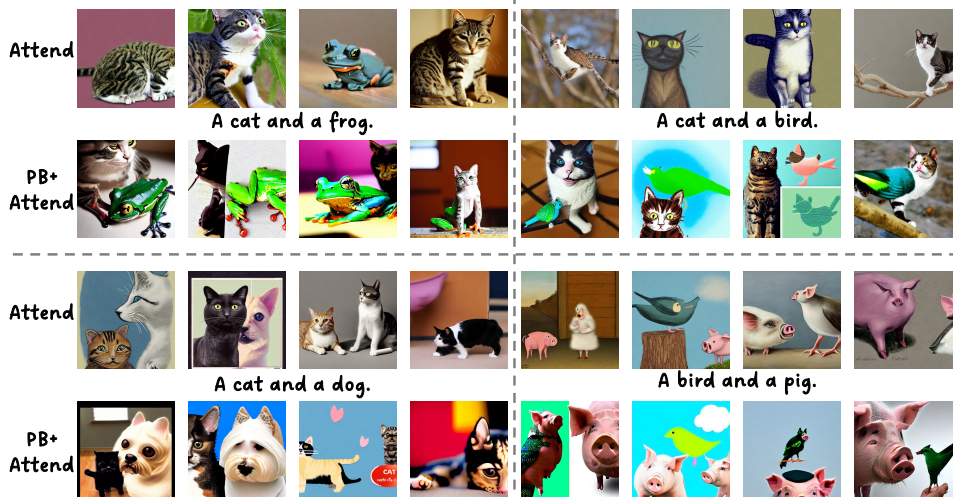 Attend
A cat and a frog.
A cat and a bird.
PB+
Attend
Attend
A cat and a dog.
A bird and a pig.
PB+
Attend
CAT